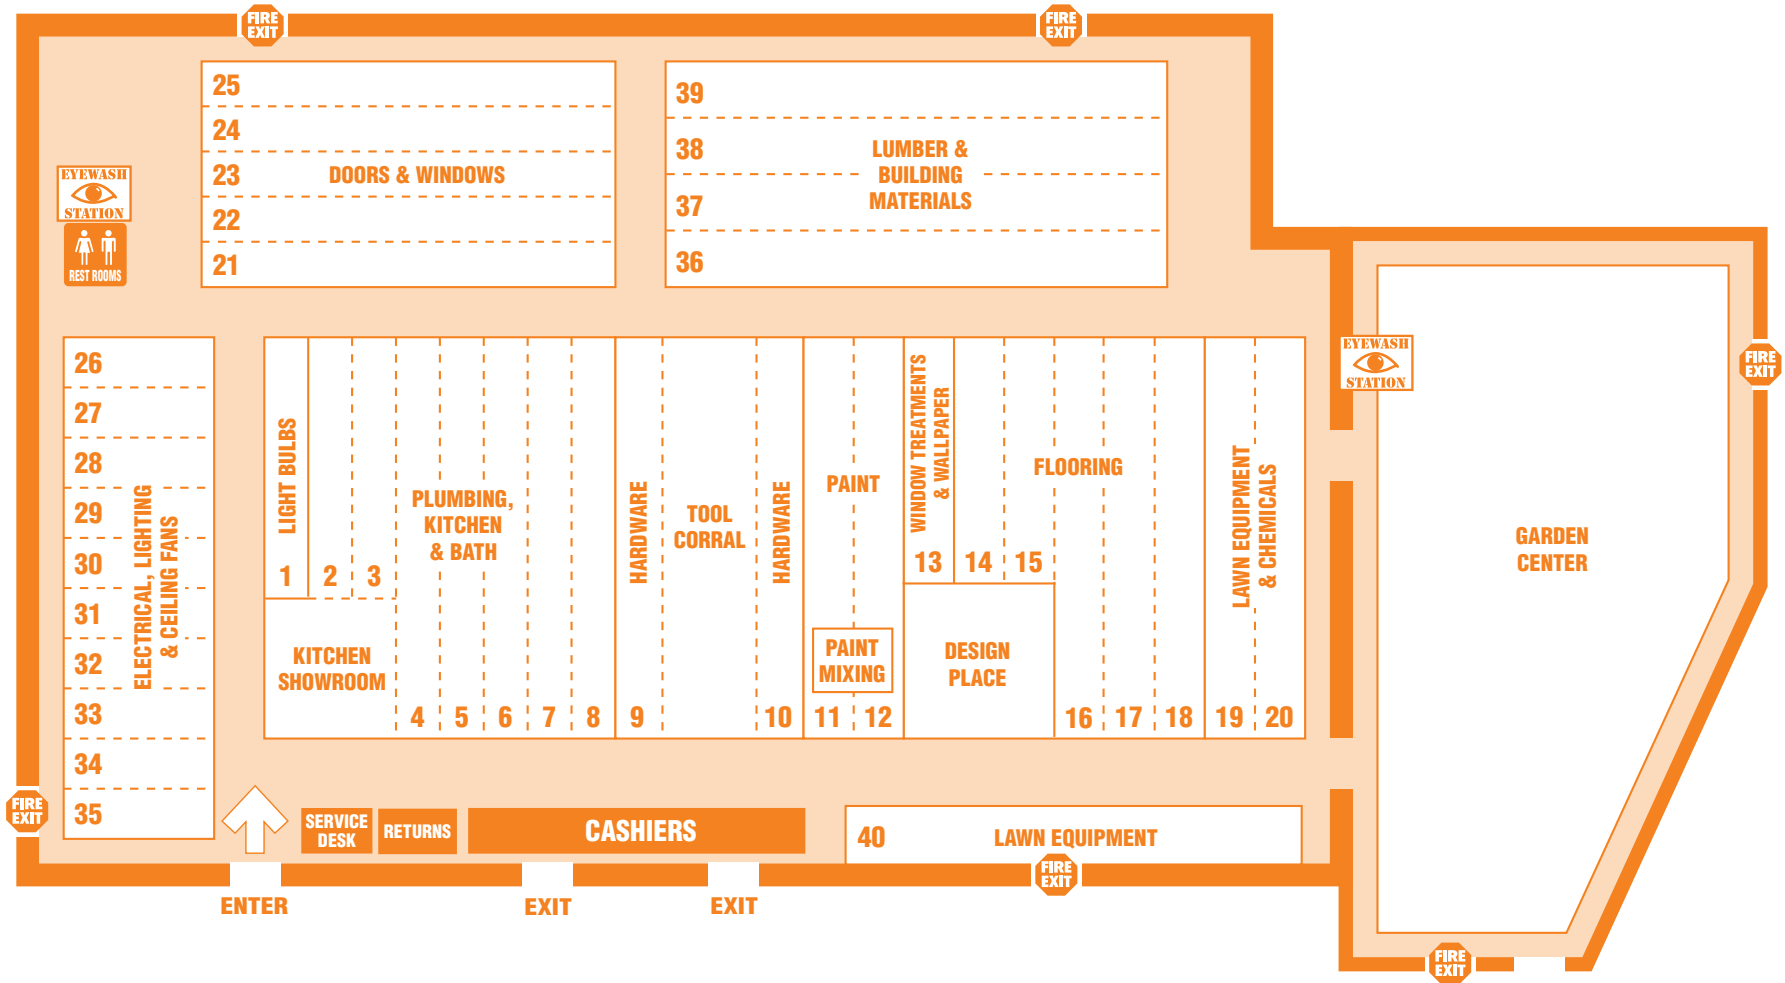 FIRE
EXIT
FIRE
EXIT
25
24
23
22
21
DOORS & WINDOWS
39
38
37
36
LUMBER &
BUILDING
MATERIALS
EYEWASH
STATION
REST ROOMS
26
27
28
29
30
31
32
33
34
35
ELECTRICAL, LIGHTING
& CEILING FANS
LIGHT BULBS
1
2
3
KITCHEN
SHOWROOM
PLUMBING,
KITCHEN
& BATH
4
5
6
7
8
HARDWARE
9
TOOL
CORRAL
HARDWARE
10
PAINT
PAINT
MIXING
11
12
WINDOW TREATMENTS
& WALLPAPER
13
14
15
FLOORING
DESIGN
PLACE
16
17
18
LAWN EQUIPMENT
& CHEMICALS
19
20
EYEWASH
STATION
FIRE
EXIT
GARDEN
CENTER
FIRE
EXIT
SERVICE
DESK
RETURNS
CASHIERS
40
LAWN EQUIPMENT
FIRE
EXIT
ENTER
EXIT
EXIT
FIRE
EXIT